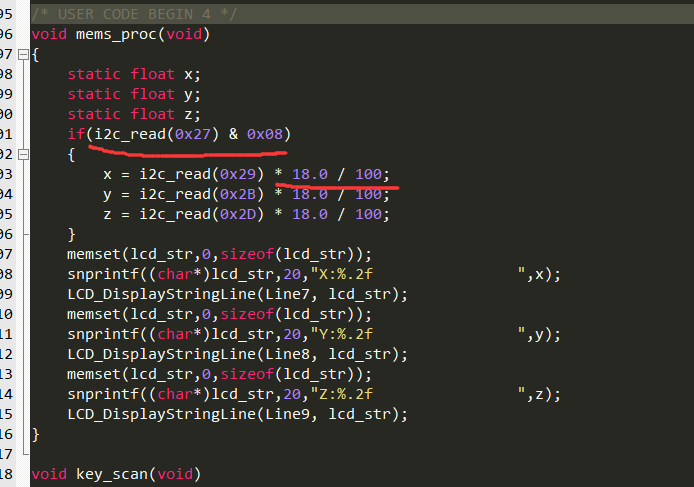 95 /* USER CODE BEGIN 4 */
96 void mems_proc(void)
97 {
98 static float x;
99 static float y;
00 static float z;
01 if(i2c_read(0x27) & 0x08)
02 {
03 x = i2c_read(0x29) * 18.0 / 100;
04 y = i2c_read(0x2B) * 18.0 / 100;
05 z = i2c_read(0x2D) * 18.0 / 100;
06 }
07 memset(lcd_str,0,sizeof(lcd_str));
08 snprintf((char*)lcd_str,20,"X:%.2f                ",x);
09 LCD_DisplayStringLine(Line7, lcd_str);
10 memset(lcd_str,0,sizeof(lcd_str));
11 snprintf((char*)lcd_str,20,"Y:%.2f                ",y);
12 LCD_DisplayStringLine(Line8, lcd_str);
13 memset(lcd_str,0,sizeof(lcd_str));
14 snprintf((char*)lcd_str,20,"Z:%.2f                ",z);
15 LCD_DisplayStringLine(Line9, lcd_str);
16 }
17
18 void key_scan(void)